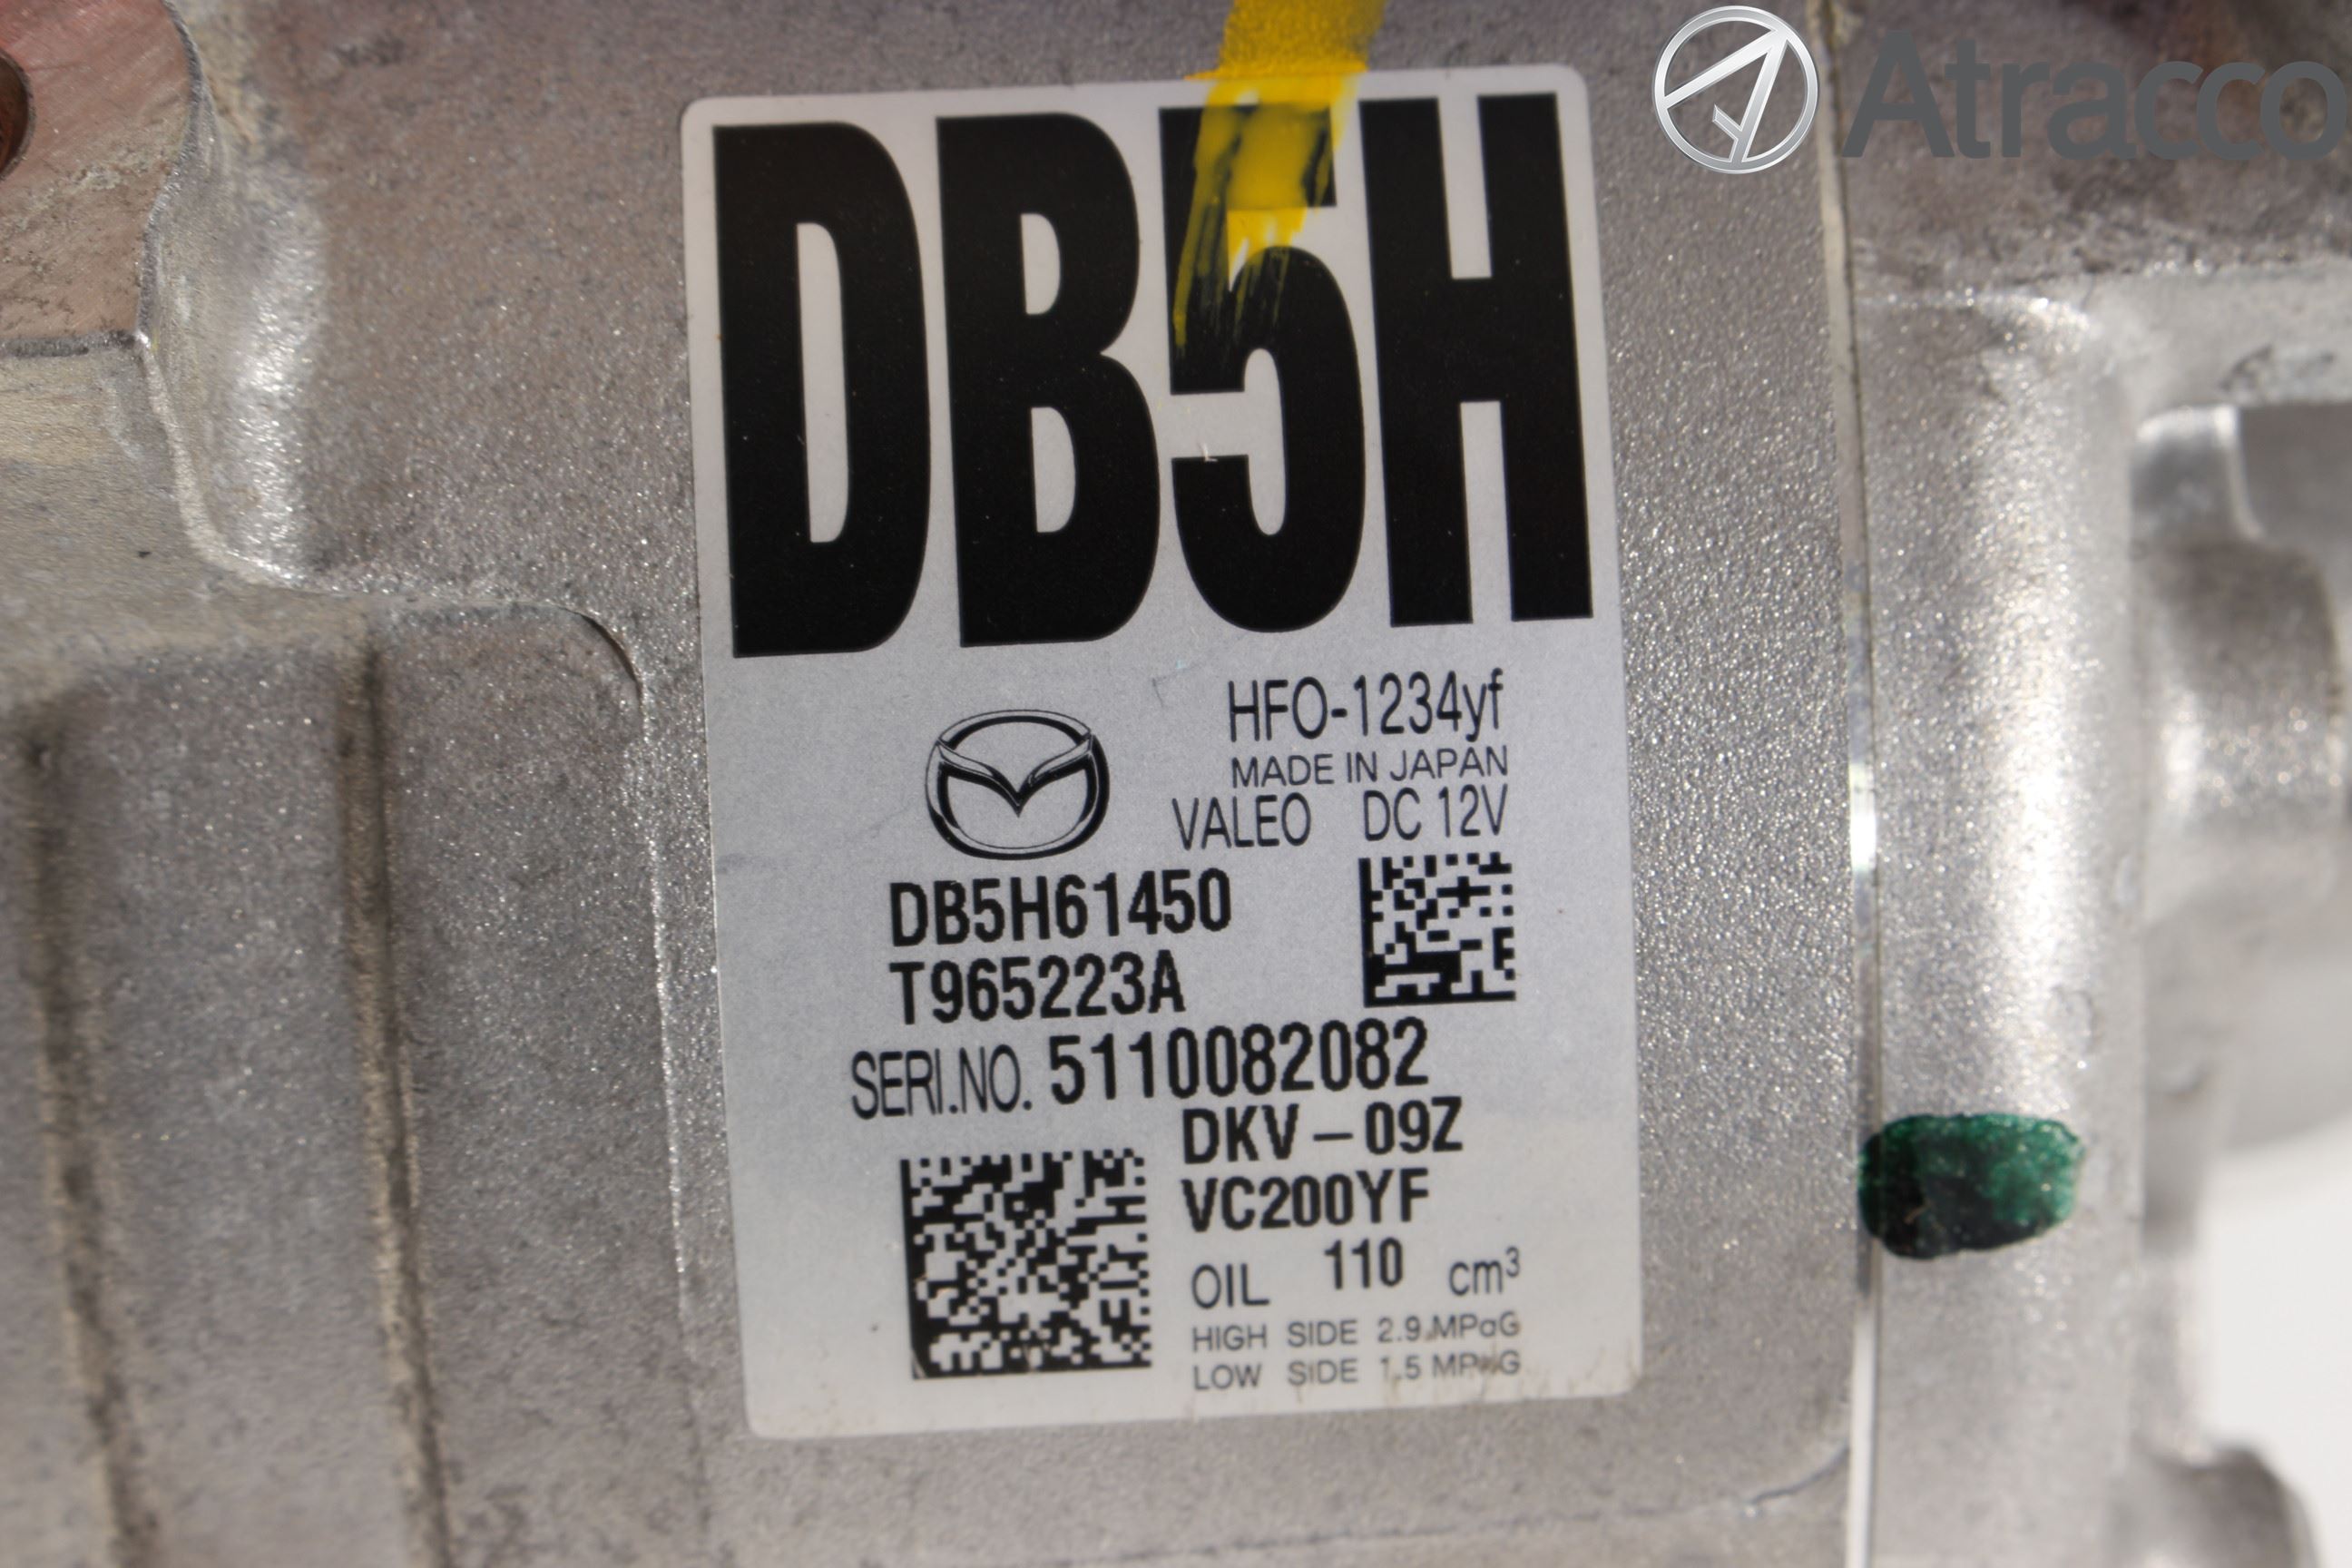 Atracco
DB5H
HFO-1234yf
MADE IN JAPAN
VALEO DC 12V
DB5H61450
T965223A
SERI.NO. 5110082082
DKV-09Z
VC200YF
OIL 110 cm³
HIGH SIDE 2.9 MPaG
LOW SIDE 1.5 MPaG